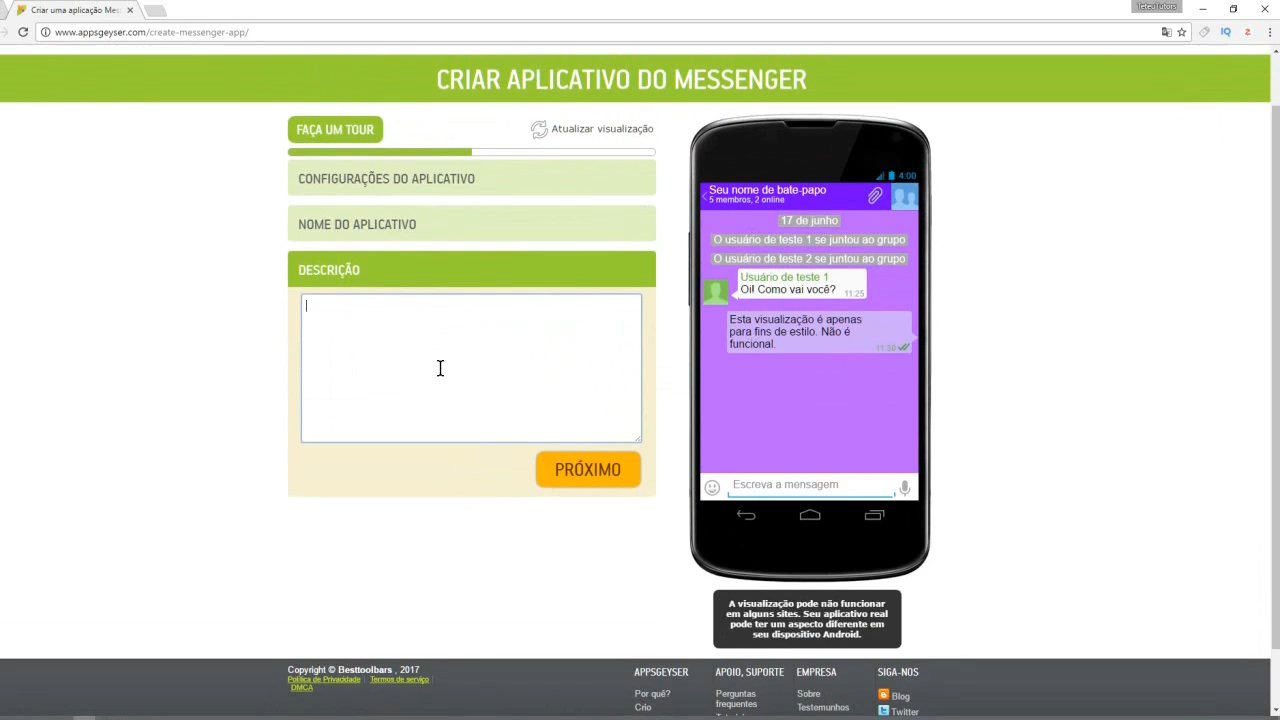 Criar uma aplicação Mes
TeteuTutors
www.appsgeyser.com/create-messenger-app/
CRIAR APLICATIVO DO MESSENGER
FAÇA UM TOUR
Atualizar visualização
CONFIGURAÇÕES DO APLICATIVO
NOME DO APLICATIVO
DESCRIÇÃO
PRÓXIMO
4:00
Seu nome de bate-papo
5 membros, 2 online
17 de junho
O usuário de teste 1 se juntou ao grupo
O usuário de teste 2 se juntou ao grupo
Usuário de teste 1
Oi! Como vai você?
11:25
Esta visualização é apenas
para fins de estilo. Não é
funcional.
11:38
Escreva a mensagem
A visualização pode não funcionar
em alguns sites. Seu aplicativo real
pode ter um aspecto diferente em
seu dispositivo Android.
Copyright © Besttoolbars , 2017
Política de Privacidade | Termos de serviço |
DMCA
APPSGEYSER
Por quê?
Crio
APOIO, SUPORTE
Perguntas
frequentes
EMPRESA
Sobre
Testemunhos
SIGA-NOS
Blog
Twitter